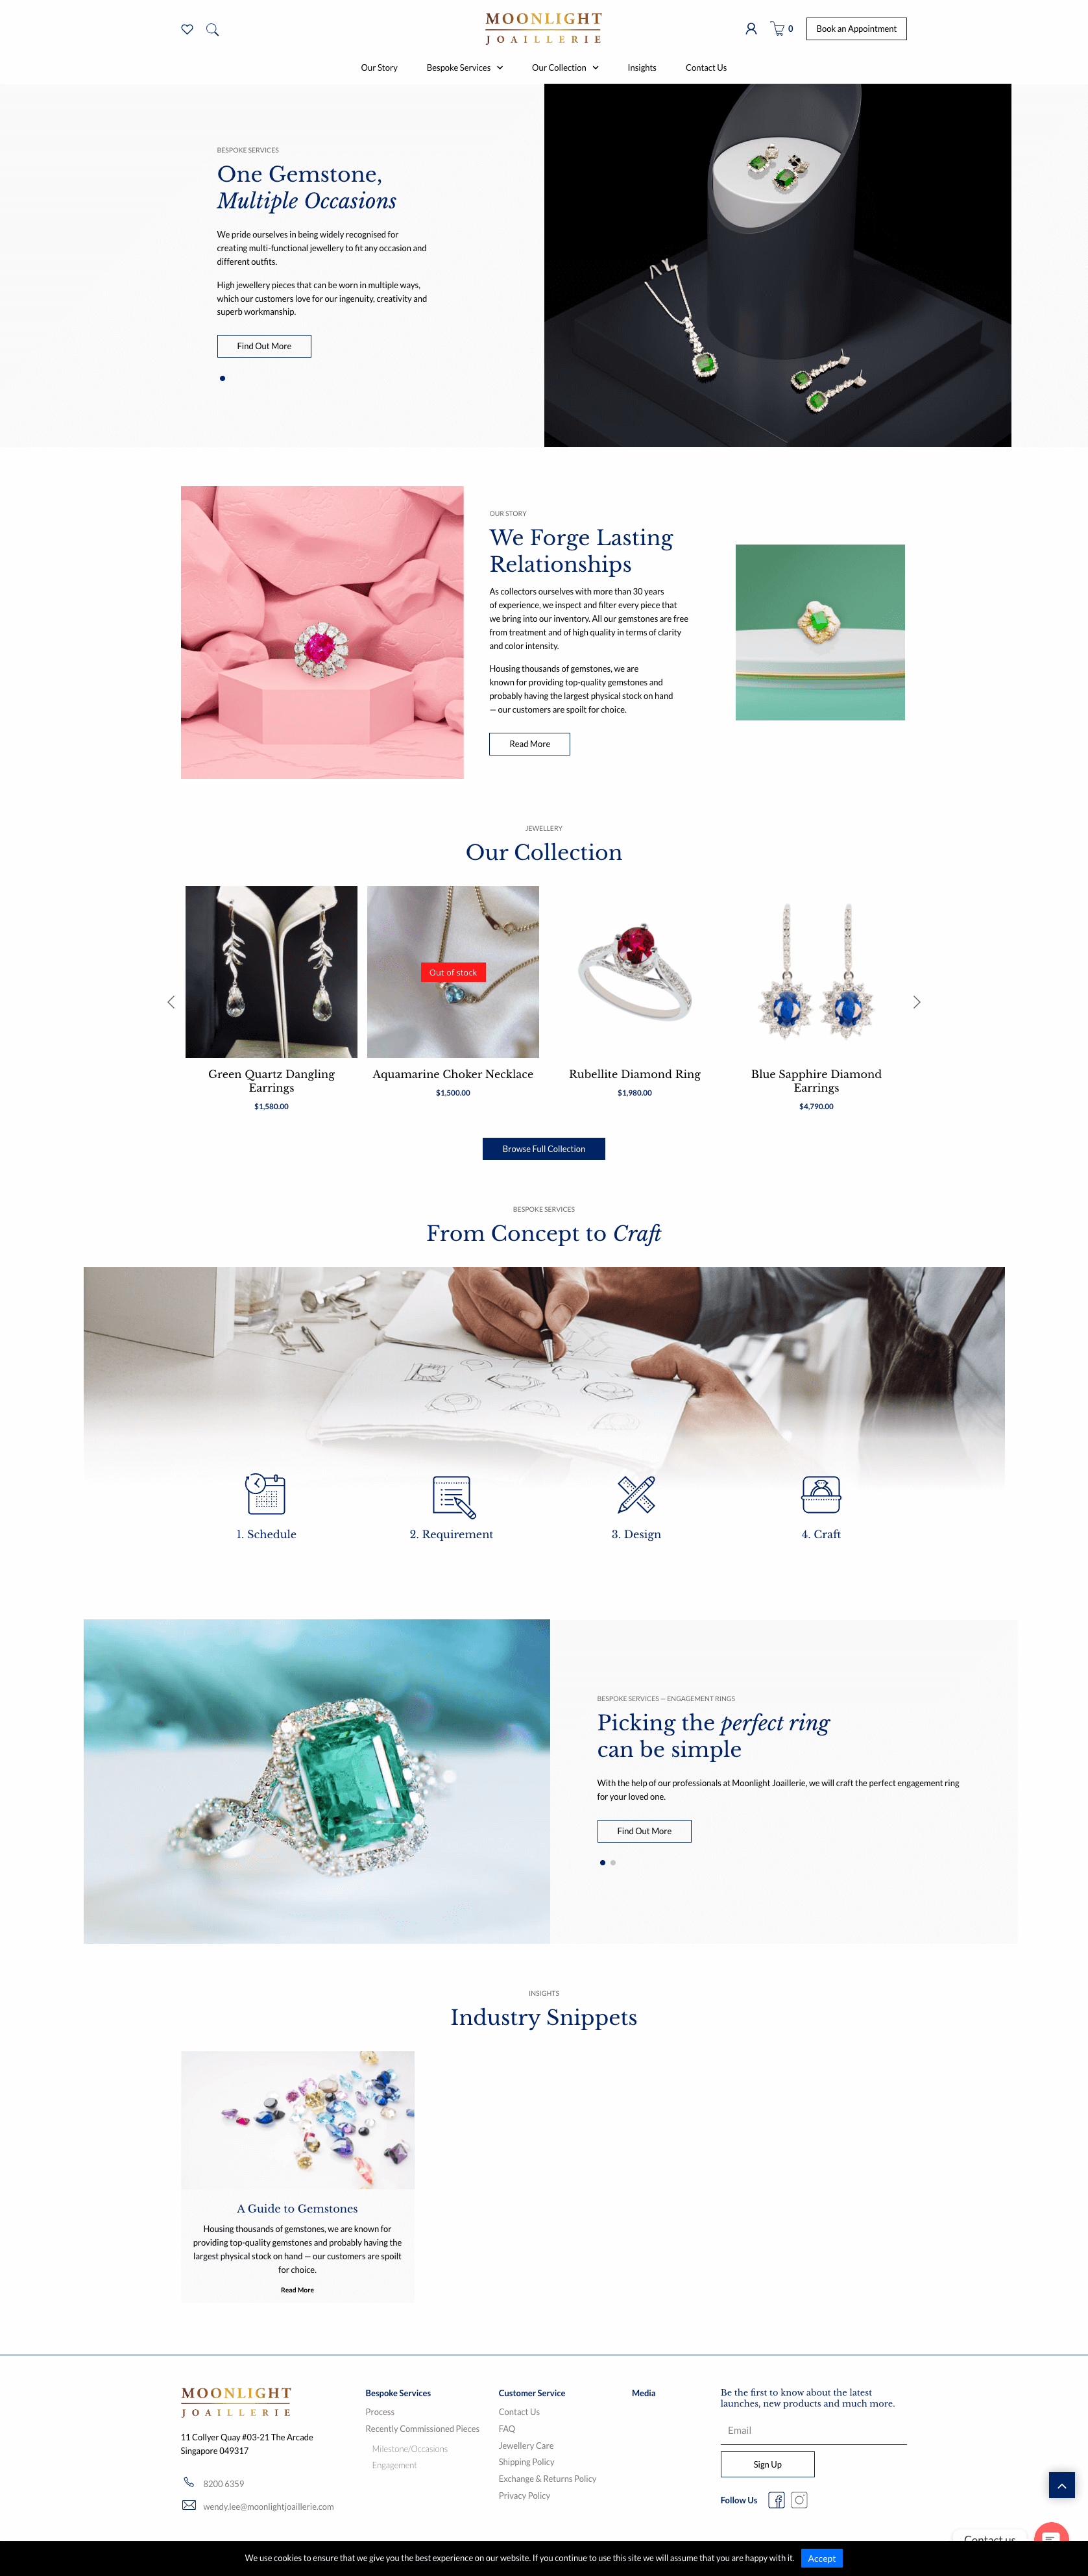 MOONLIGHT
JOAILLERIE
0
Book an Appointment
Our Story
Bespoke Services
Our Collection
Insights
Contact Us
BESPOKE SERVICES
One Gemstone,
Multiple Occasions
We pride ourselves in being widely recognised for
creating multi-functional jewellery to fit any occasion and
different outfits.
High jewellery pieces that can be worn in multiple ways,
which our customers love for our ingenuity, creativity and
superb workmanship.
Find Out More
OUR STORY
We Forge Lasting
Relationships
As collectors ourselves with more than 30 years
of experience, we inspect and filter every piece that
we bring into our inventory. All our gemstones are free
from treatment and of high quality in terms of clarity
and color intensity.
Housing thousands of gemstones, we are
known for providing top-quality gemstones and
probably having the largest physical stock on hand
— our customers are spoilt for choice.
Read More
JEWELLERY
Our Collection
Out of stock
Green Quartz Dangling
Earrings
$1,580.00
Aquamarine Choker Necklace
$1,500.00
Rubellite Diamond Ring
$1,980.00
Blue Sapphire Diamond
Earrings
$4,790.00
Browse Full Collection
BESPOKE SERVICES
From Concept to Craft
1. Schedule
2. Requirement
3. Design
4. Craft
BESPOKE SERVICES — ENGAGEMENT RINGS
Picking the perfect ring
can be simple
With the help of our professionals at Moonlight Joaillerie, we will craft the perfect engagement ring
for your loved one.
Find Out More
INSIGHTS
Industry Snippets
A Guide to Gemstones
Housing thousands of gemstones, we are known for
providing top-quality gemstones and probably having the
largest physical stock on hand — our customers are spoilt
for choice.
Read More
MOONLIGHT
JOAILLERIE
11 Collyer Quay #03-21 The Arcade
Singapore 049317
8200 6359
wendy.lee@moonlightjoaillerie.com
Bespoke Services
Process
Recently Commissioned Pieces
Milestone/Occasions
Engagement
Customer Service
Contact Us
FAQ
Jewellery Care
Shipping Policy
Exchange & Returns Policy
Privacy Policy
Media
Be the first to know about the latest
launches, new products and much more.
Email
Sign Up
Follow Us
Contact us
We use cookies to ensure that we give you the best experience on our website. If you continue to use this site we will assume that you are happy with it.
Accept